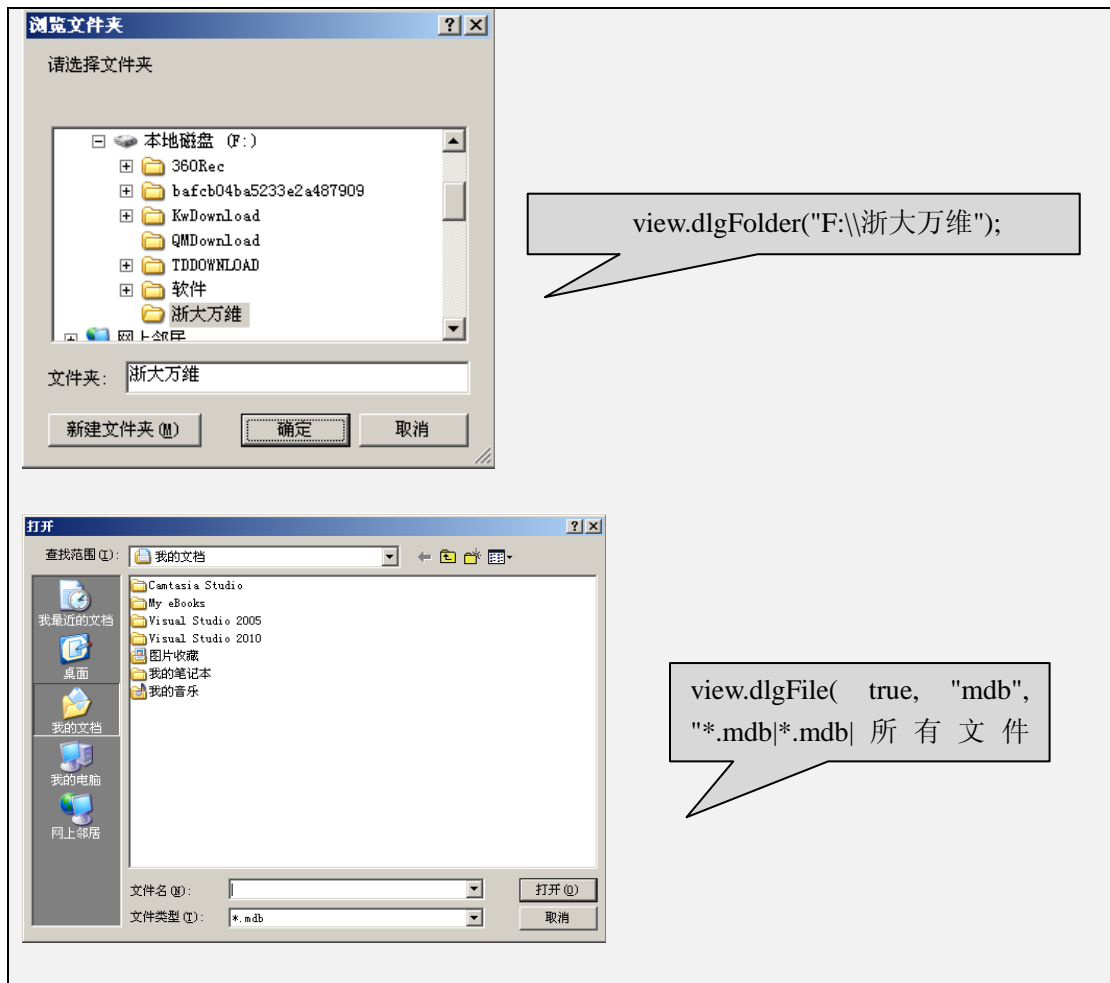 浏览文件夹
请选择文件夹
本地磁盘 (F:)
360Rec
bafcb04ba5233e2a487909
KwDownload
QMDownload
TDDOWNLOAD
软件
浙大万维
网上邻居
文件夹:
浙大万维
新建文件夹(M)
确定
取消
view.dlgFolder("F:\\浙大万维");
打开
查找范围(I):
我的文档
Camtasia Studio
My eBooks
Visual Studio 2005
Visual Studio 2010
图片收藏
我的笔记本
我的音乐
我最近的文档
桌面
我的文档
我的电脑
网上邻居
文件名(N):
打开(O)
文件类型(T):
*.mdb
取消
view.dlgFile( true, "mdb",
"*.mdb|*.mdb| 所 有 文 件